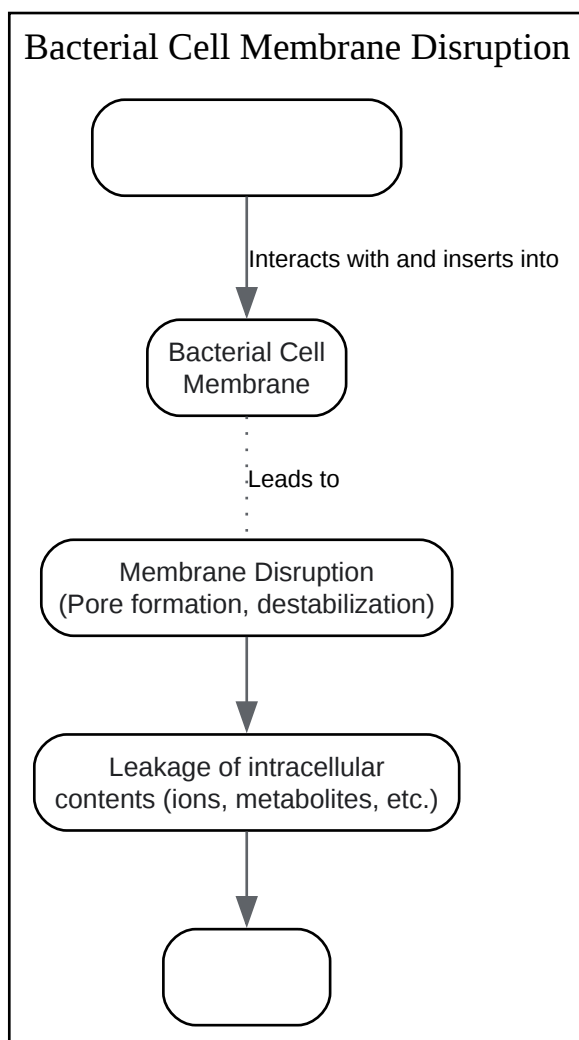 Bacterial Cell Membrane Disruption
Interacts with and inserts into
Bacterial Cell
Membrane
Leads to
Membrane Disruption
(Pore formation, destabilization)
Leakage of intracellular
contents (ions, metabolites, etc.)